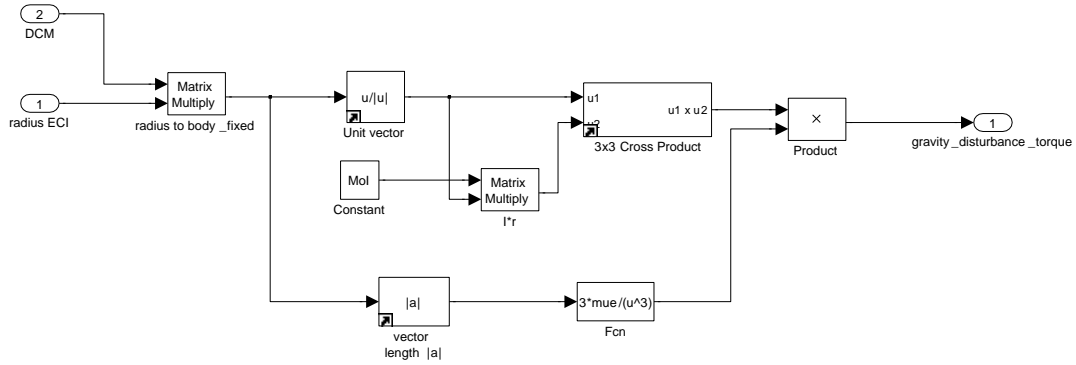 2
DCM
1
radius ECI
Matrix
Multiply
radius to body _fixed
u/|u|
Unit vector
MoI
Constant
Matrix
Multiply
I*r
u1
u2
u1 x u2
3x3 Cross Product
×
Product
1
gravity _disturbance _torque
|a|
vector
length |a|
3*mue /(u^3)
Fcn